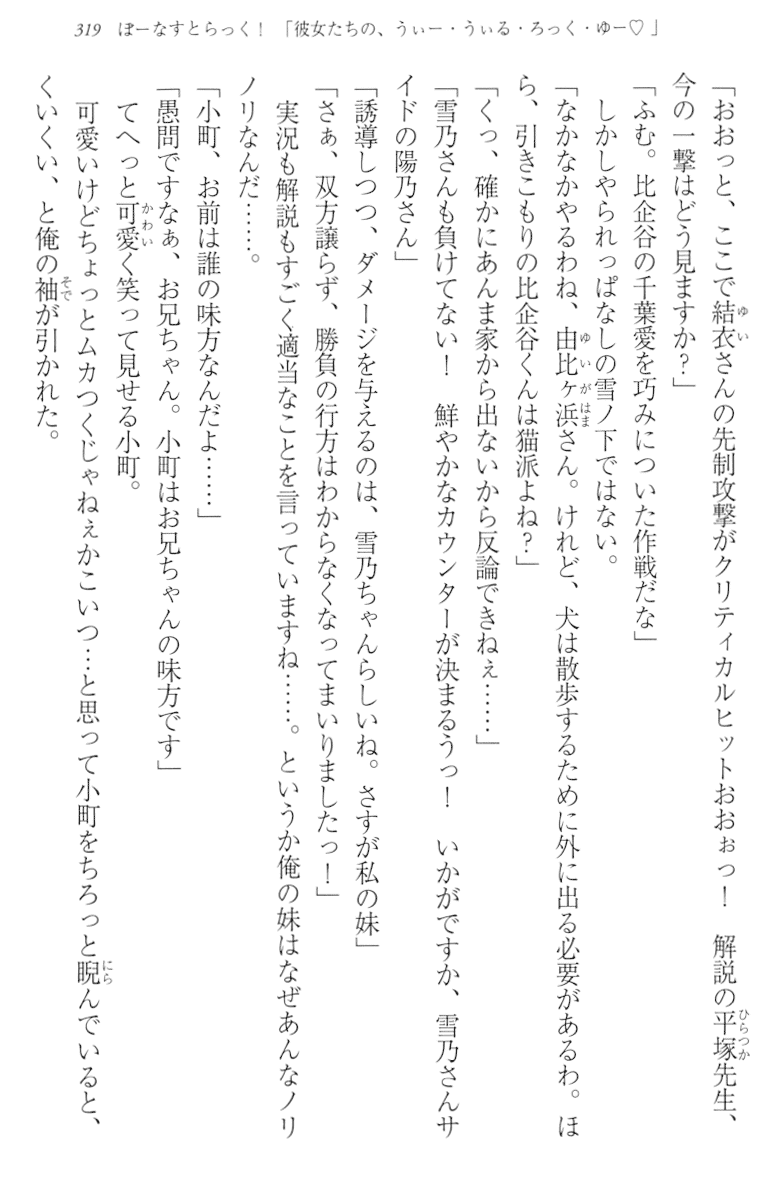 319 ぼーなすとらっく! 「彼女たちの、うぃー・うぃる・ろっく・ゆー♡」
「おおっと、ここで結衣さんの先制攻撃がクリティカルヒットおおぉっ! 解説の平塚先生、
今の一撃はどう見ますか?」
「ふむ。比企谷の千葉愛を巧みについた作戦だな」
しかしやられっぱなしの雪ノ下ではない。
「なかなかやるわね、由比ヶ浜さん。けれど、犬は散歩するために外に出る必要があるわ。ほ
ら、引きこもりの比企谷くんは猫派よね?」
「くっ、確かにあんま家から出ないから反論できねぇ……」
「雪乃さんも負けてない! 鮮やかなカウンターが決まるうっ! いかがですか、雪乃さんサ
イドの陽乃さん」
「誘導しつつ、ダメージを与えるのは、雪乃ちゃんらしいね。さすが私の妹」
「さぁ、双方譲らず、勝負の行方はわからなくなってまいりましたっ!」
実況も解説もすごく適当なことを言っていますね……。というか俺の妹はなぜあんなノリ
ノリなんだ……。
「小町、お前は誰の味方なんだよ……」
「愚問ですなぁ、お兄ちゃん。小町はお兄ちゃんの味方です」
てへっと可愛く笑って見せる小町。
可愛いけどちょっとムカつくじゃねぇかこいつ…と思って小町をちろっと睨んでいると、
くいくい、と俺の袖が引かれた。